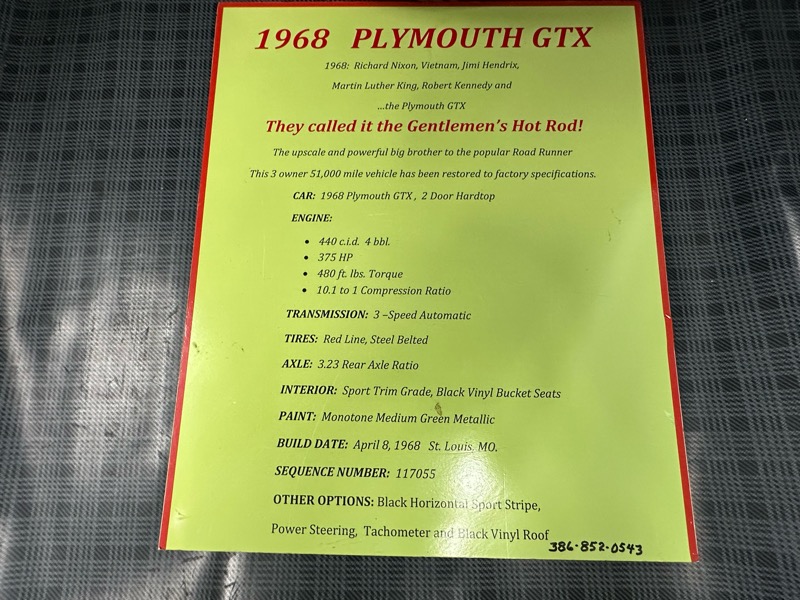 1968 PLYMOUTH GTX
1968: Richard Nixon, Vietnam, Jimi Hendrix,
Martin Luther King, Robert Kennedy and
...the Plymouth GTX
They called it the Gentlemen's Hot Rod!
The upscale and powerful big brother to the popular Road Runner
This 3 owner 51,000 mile vehicle has been restored to factory specifications.
CAR: 1968 Plymouth GTX , 2 Door Hardtop
ENGINE:
• 440 c.i.d. 4 bbl.
• 375 HP
• 480 ft. lbs. Torque
• 10.1 to 1 Compression Ratio
TRANSMISSION: 3 –Speed Automatic
TIRES: Red Line, Steel Belted
AXLE: 3.23 Rear Axle Ratio
INTERIOR: Sport Trim Grade, Black Vinyl Bucket Seats
PAINT: Monotone Medium Green Metallic
BUILD DATE: April 8, 1968 St. Louis, MO.
SEQUENCE NUMBER: 117055
OTHER OPTIONS: Black Horizontal Sport Stripe,
Power Steering, Tachometer and Black Vinyl Roof
386-852-0543